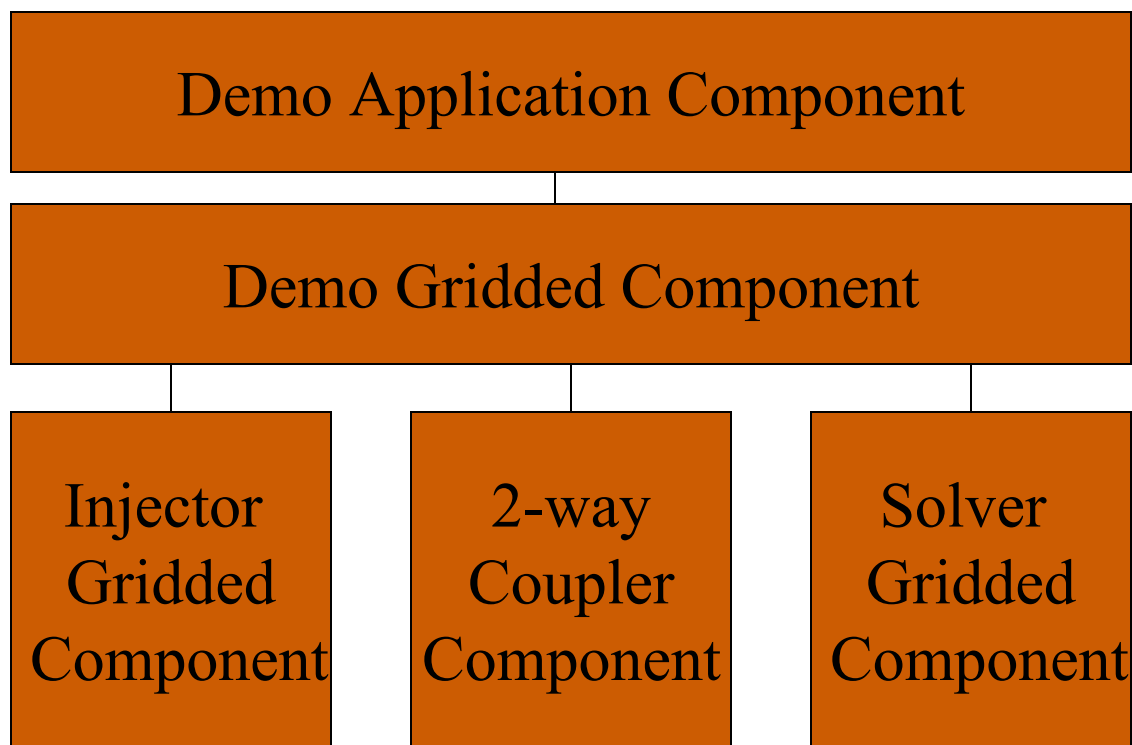 Demo Application Component
Demo Gridded Component
Injector
Gridded
Component
2-way
Coupler
Component
Solver
Gridded
Component